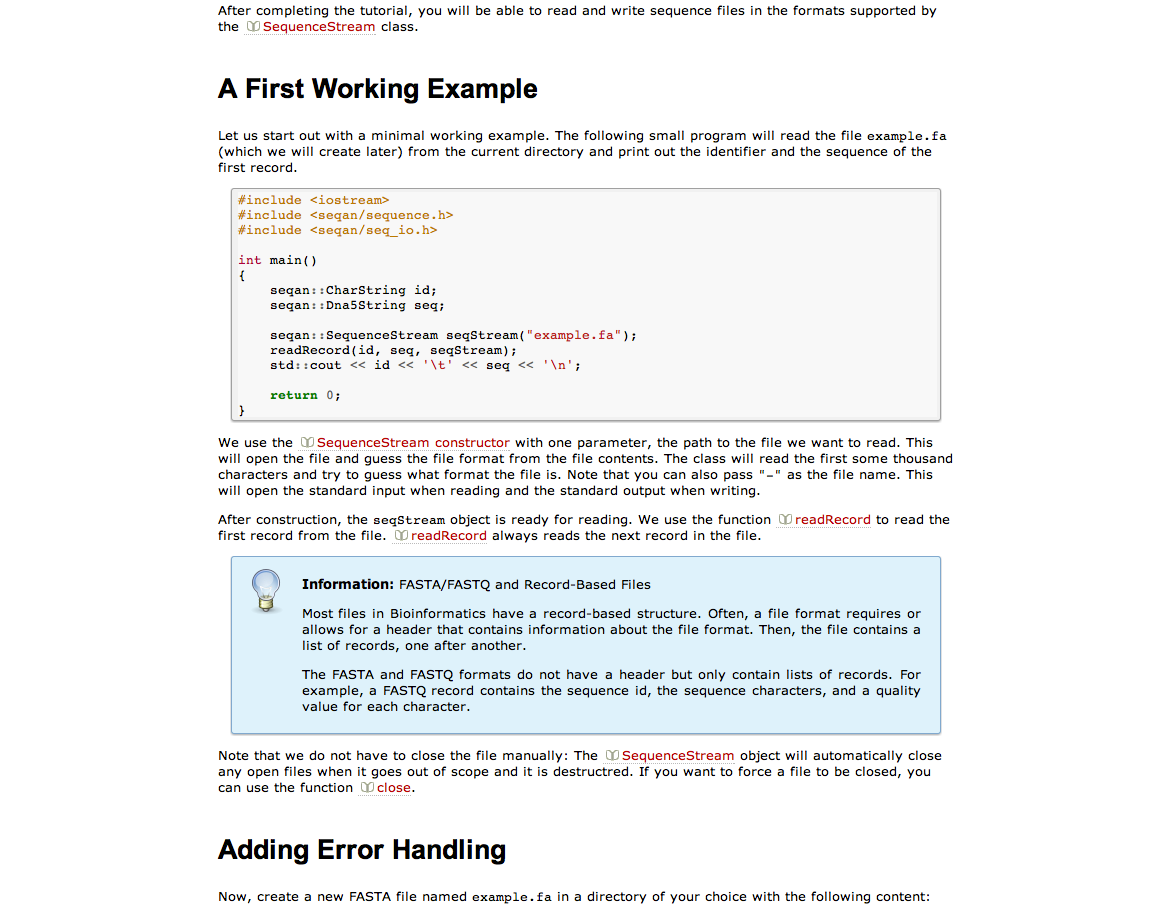 After completing the tutorial, you will be able to read and write sequence files in the formats supported by
the SequenceStream class.
A First Working Example
Let us start out with a minimal working example. The following small program will read the file example.fa
(which we will create later) from the current directory and print out the identifier and the sequence of the
first record.
#include <iostream>
#include <seqan/sequence.h>
#include <seqan/seq_io.h>
int main()
{
    seqan::CharString id;
    seqan::Dna5String seq;
    seqan::SequenceStream seqStream("example.fa");
    readRecord(id, seq, seqStream);
    std::cout << id << '\t' << seq << '\n';
    return 0;
}
We use the SequenceStream constructor with one parameter, the path to the file we want to read. This
will open the file and guess the file format from the file contents. The class will read the first some thousand
characters and try to guess what format the file is. Note that you can also pass "-" as the file name. This
will open the standard input when reading and the standard output when writing.
After construction, the seqStream object is ready for reading. We use the function readRecord to read the
first record from the file. readRecord always reads the next record in the file.
Information: FASTA/FASTQ and Record-Based Files
Most files in Bioinformatics have a record-based structure. Often, a file format requires or
allows for a header that contains information about the file format. Then, the file contains a
list of records, one after another.
The FASTA and FASTQ formats do not have a header but only contain lists of records. For
example, a FASTQ record contains the sequence id, the sequence characters, and a quality
value for each character.
Note that we do not have to close the file manually: The SequenceStream object will automatically close
any open files when it goes out of scope and it is destructred. If you want to force a file to be closed, you
can use the function close.
Adding Error Handling
Now, create a new FASTA file named example.fa in a directory of your choice with the following content: